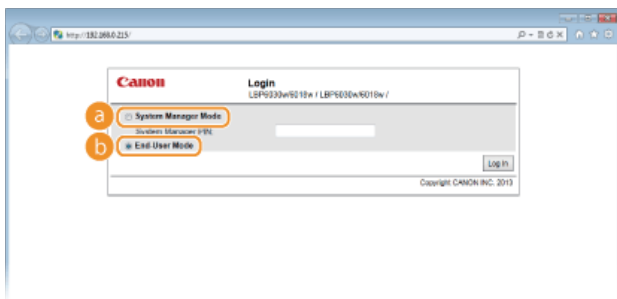 http://192.168.0.215/
Canon
Login
LBP6030w/6018w / LBP6030w/6018w /
a
System Manager Mode
System Manager PIN:
b
End-User Mode
Log In
Copyright CANON INC. 2013